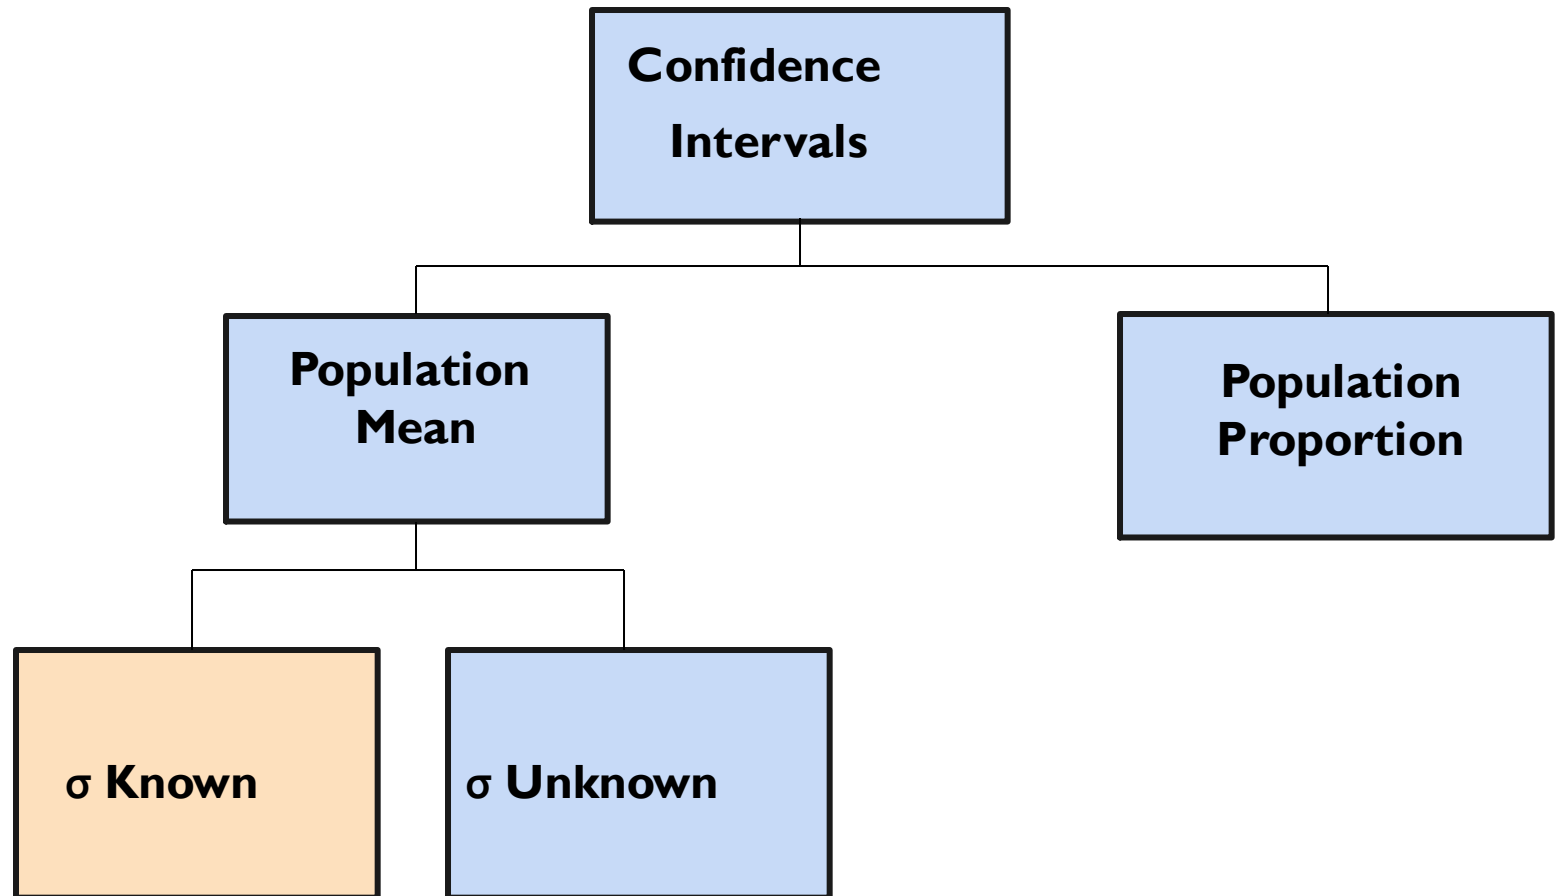 Confidence
Intervals
Population
Mean
Population
Proportion
σ Known
σ Unknown